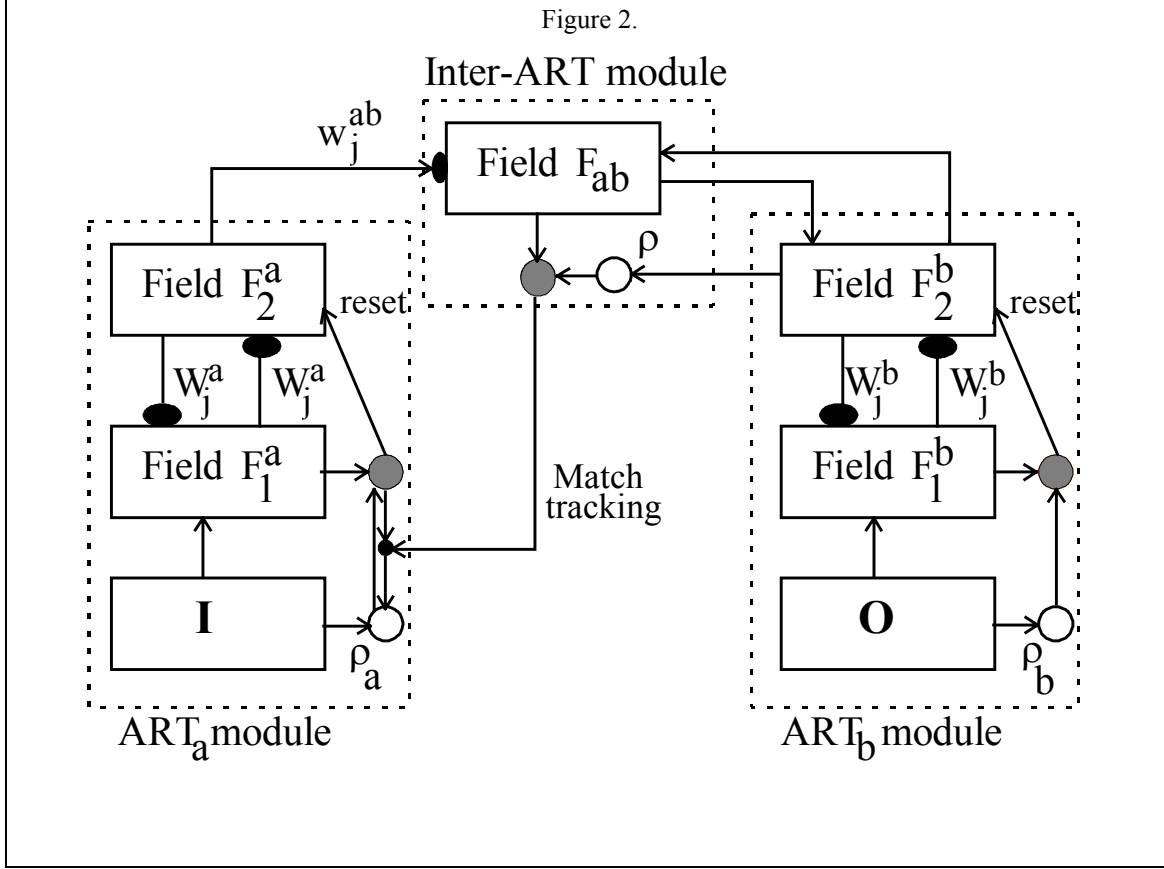 Figure 2.
Inter-ART module
w_j^ab
Field F_ab
ρ
Field F_2^a
reset
Field F_2^b
reset
W_j^a
W_j^a
W_j^b
W_j^b
Field F_1^a
Field F_1^b
Match
tracking
I
O
ρ_a
ρ_b
ART_a module
ART_b module